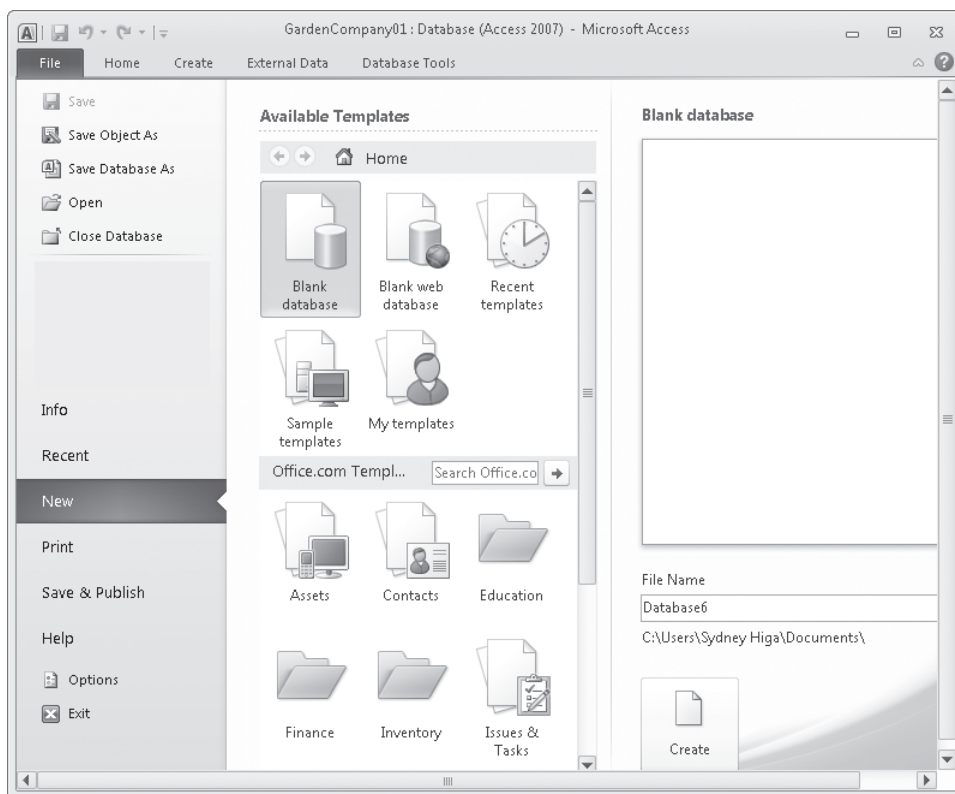 GardenCompany01 : Database (Access 2007) - Microsoft Access
File Home Create External Data Database Tools
Save
Save Object As
Save Database As
Open
Close Database
Info
Recent
New
Print
Save & Publish
Help
Options
Exit
Available Templates
Home
Blank database
Blank web database
Recent templates
Sample templates
My templates
Office.com Templ... Search Office.co
Assets
Contacts
Education
Finance
Inventory
Issues & Tasks
Blank database
File Name
Database6
C:\Users\Sydney Higa\Documents\
Create